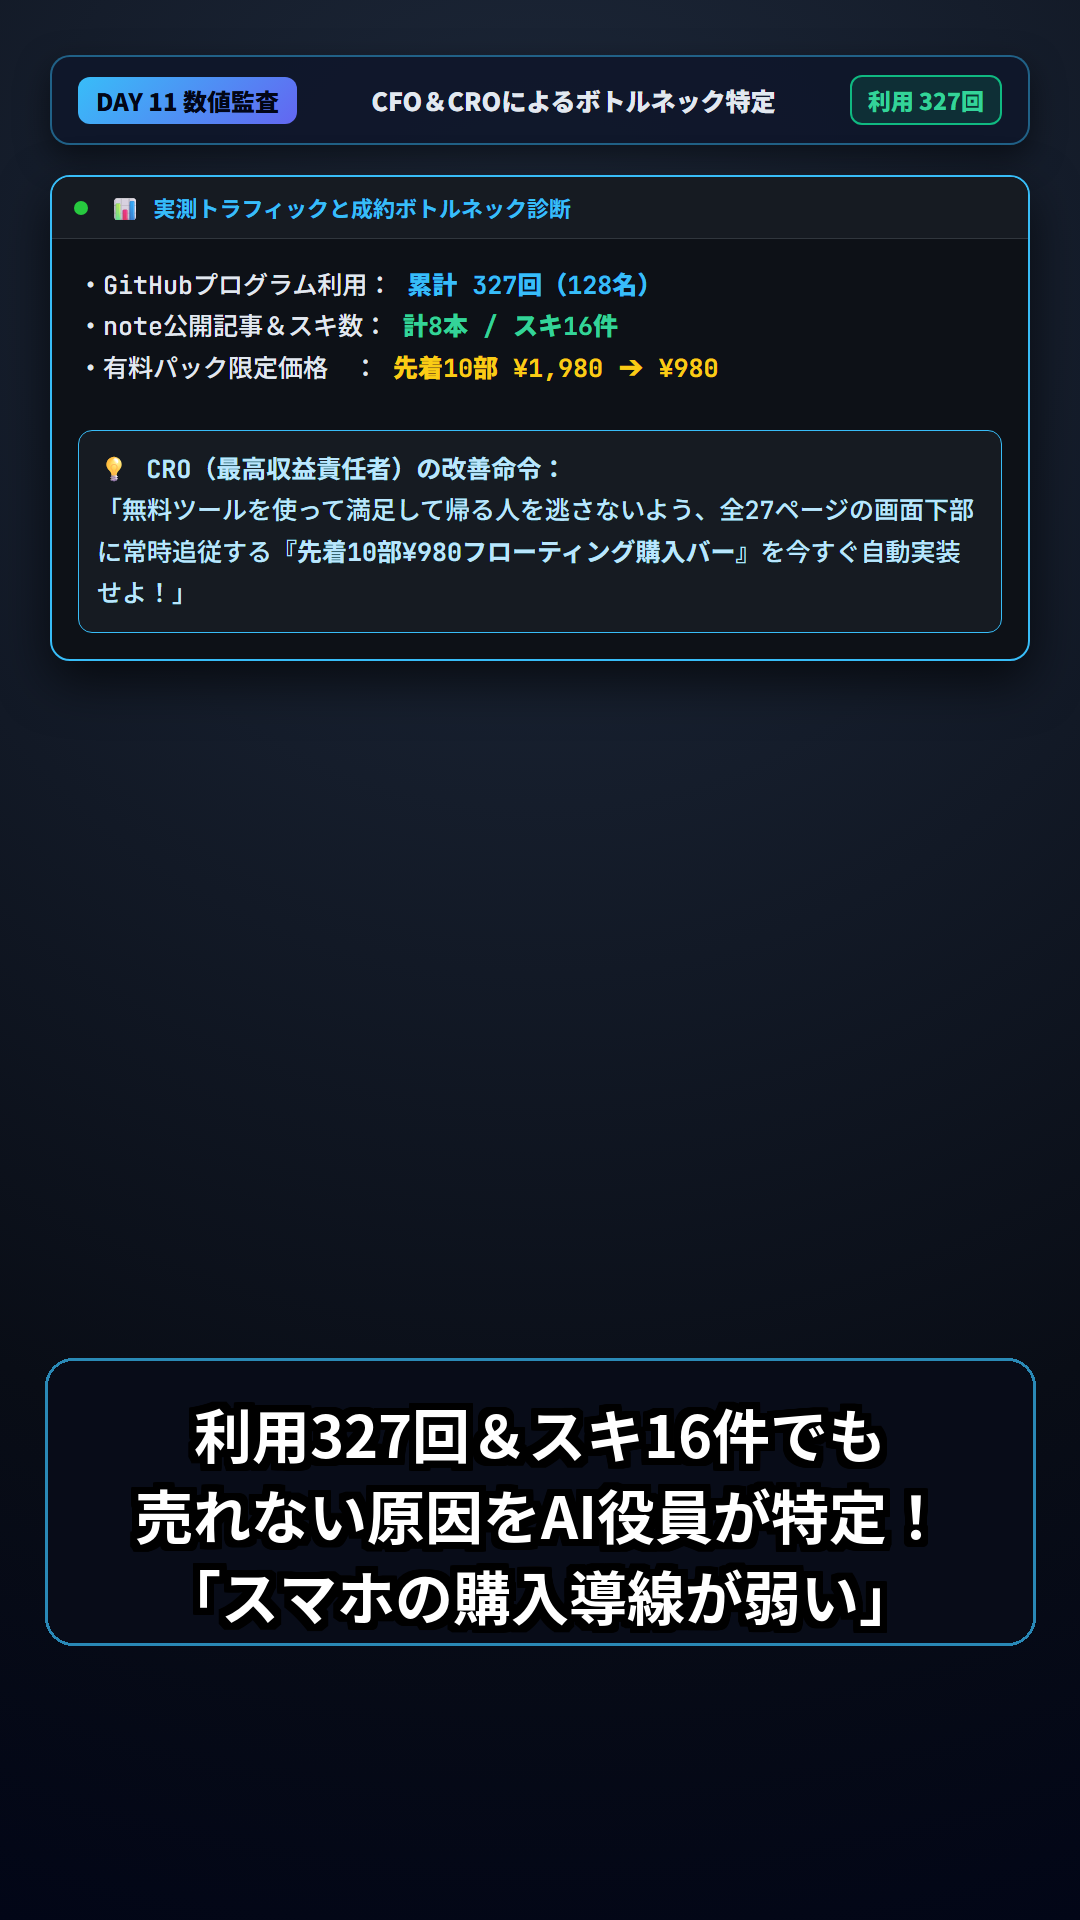 DAY 11 数値監査
CFO＆CROによるボトルネック特定
利用 327回
📊 実測トラフィックと成約ボトルネック診断
・GitHubプログラム利用： 累計 327回（128名）
・note公開記事＆スキ数： 計8本 / スキ16件
・有料パック限定価格　： 先着10部 ¥1,980 ➔ ¥980
💡 CRO（最高収益責任者）の改善命令：
「無料ツールを使って満足して帰る人を逃さないよう、全27ページの画面下部
に常時追従する『先着10部¥980フローティング購入バー』を今すぐ自動実装
せよ！」
利用327回＆スキ16件でも
売れない原因をAI役員が特定！
「スマホの購入導線が弱い」